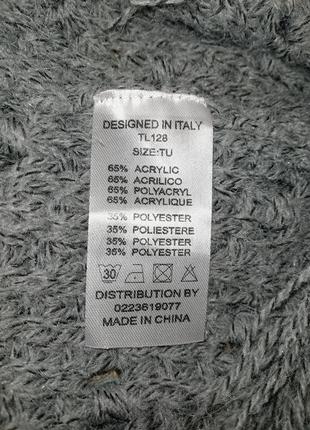 DESIGNED IN ITALY
TL128
SIZE:TU
65% ACRYLIC
65% ACRILICO
65% POLYACRYL
65% ACRYLIQUE
35% POLYESTER
35% POLIESTERE
35% POLYESTER
35% POLYESTER
30
DISTRIBUTION BY
0223619077
MADE IN CHINA